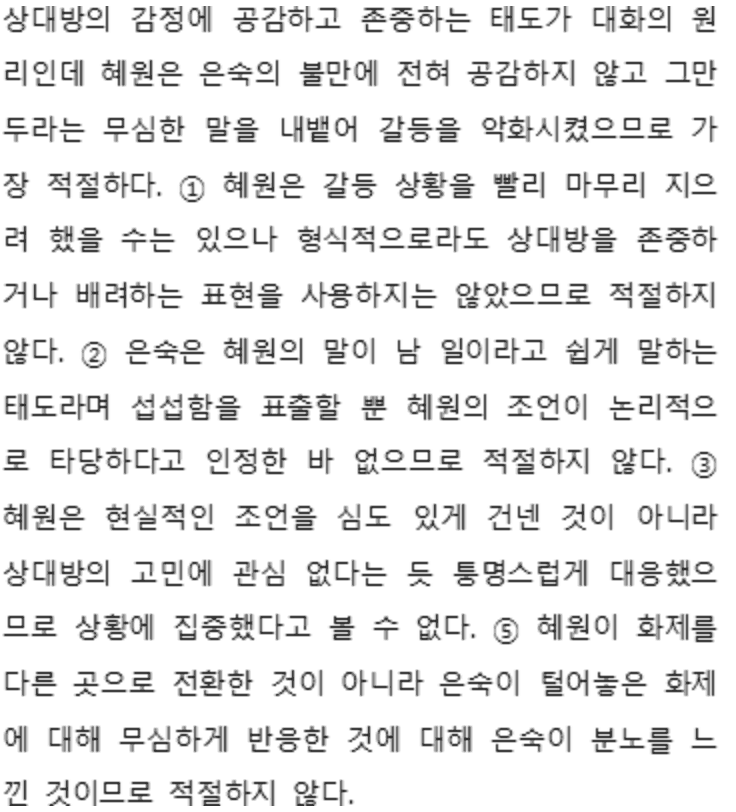 상대방의 감정에 공감하고 존중하는 태도가 대화의 원
리인데 혜원은 은숙의 불만에 전혀 공감하지 않고 그만
두라는 무심한 말을 내뱉어 갈등을 악화시켰으므로 가
장 적절하다. ① 혜원은 갈등 상황을 빨리 마무리 지으
려 했을 수는 있으나 형식적으로라도 상대방을 존중하
거나 배려하는 표현을 사용하지는 않았으므로 적절하지
않다. ② 은숙은 혜원의 말이 남 일이라고 쉽게 말하는
태도라며 섭섭함을 표출할 뿐 혜원의 조언이 논리적으
로 타당하다고 인정한 바 없으므로 적절하지 않다. ③
혜원은 현실적인 조언을 심도 있게 건넨 것이 아니라
상대방의 고민에 관심 없다는 듯 퉁명스럽게 대응했으
므로 상황에 집중했다고 볼 수 없다. ⑤ 혜원이 화제를
다른 곳으로 전환한 것이 아니라 은숙이 털어놓은 화제
에 대해 무심하게 반응한 것에 대해 은숙이 분노를 느
낀 것이므로 적절하지 않다.